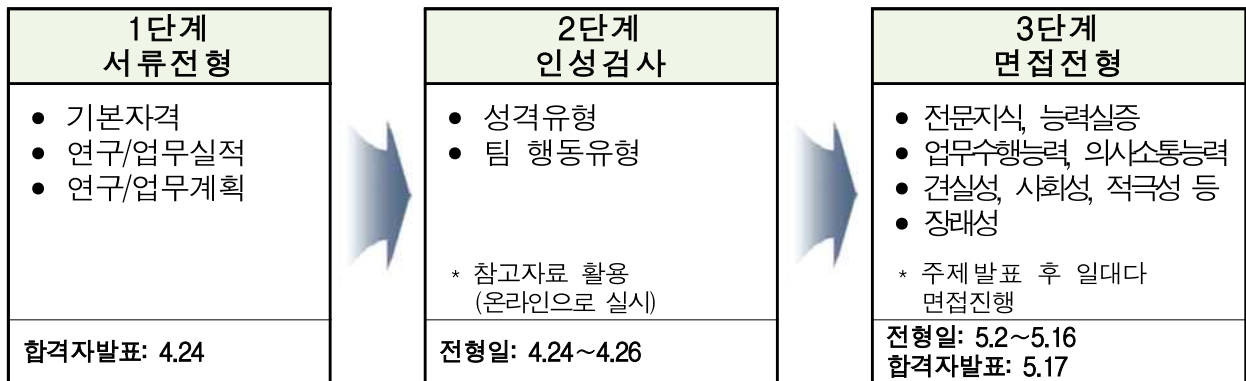 1단계
서류전형
● 기본자격
● 연구/업무실적
● 연구/업무계획
합격자발표: 4.24
2단계
인성검사
● 성격유형
● 팀 행동유형
* 참고자료 활용
(온라인으로 실시)
전형일: 4.24~4.26
3단계
면접전형
● 전문지식, 능력실증
● 업무수행능력, 의사소통능력
● 견실성, 사회성, 적극성 등
● 장래성
* 주제발표 후 일대다
면접진행
전형일: 5.2~5.16
합격자발표: 5.17